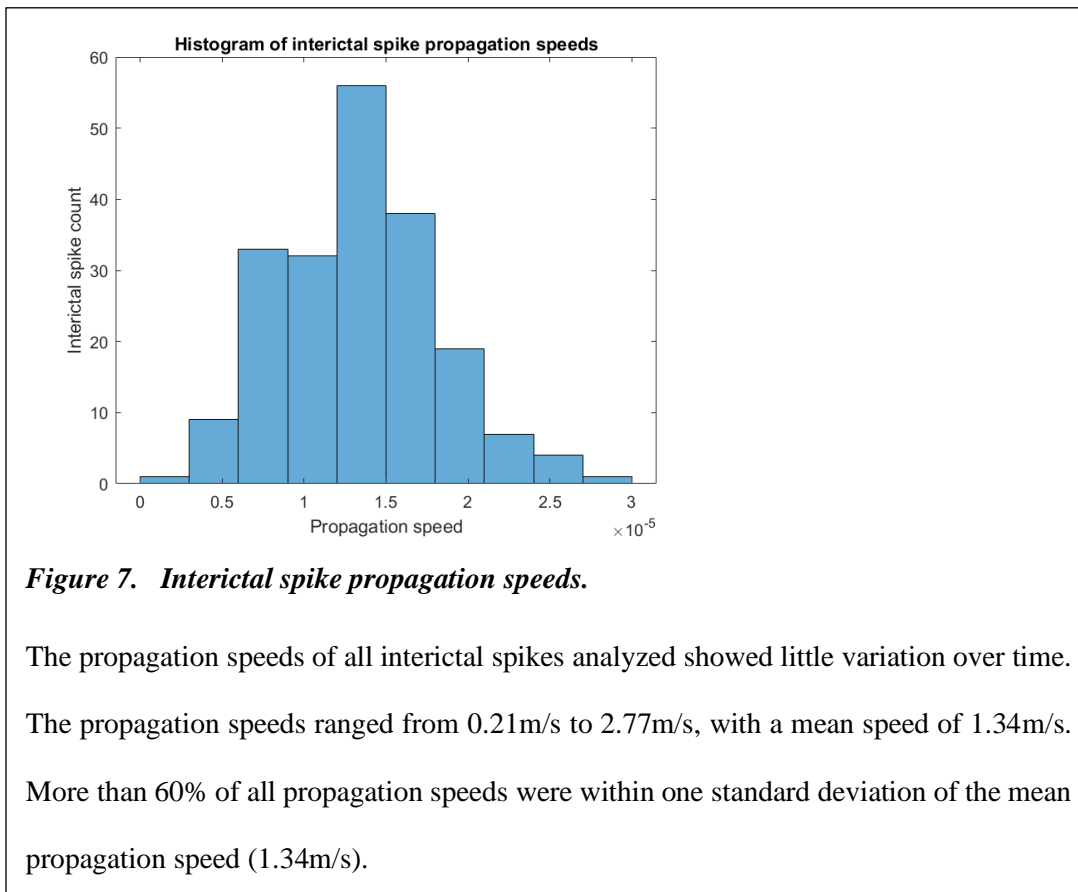 Histogram of interictal spike propagation speeds
60
50
40
30
20
10
0
Interictal spike count
0 0.5 1 1.5 2 2.5 3
Propagation speed
×10-5
Figure 7. Interictal spike propagation speeds.
The propagation speeds of all interictal spikes analyzed showed little variation over time.
The propagation speeds ranged from 0.21m/s to 2.77m/s, with a mean speed of 1.34m/s.
More than 60% of all propagation speeds were within one standard deviation of the mean
propagation speed (1.34m/s).